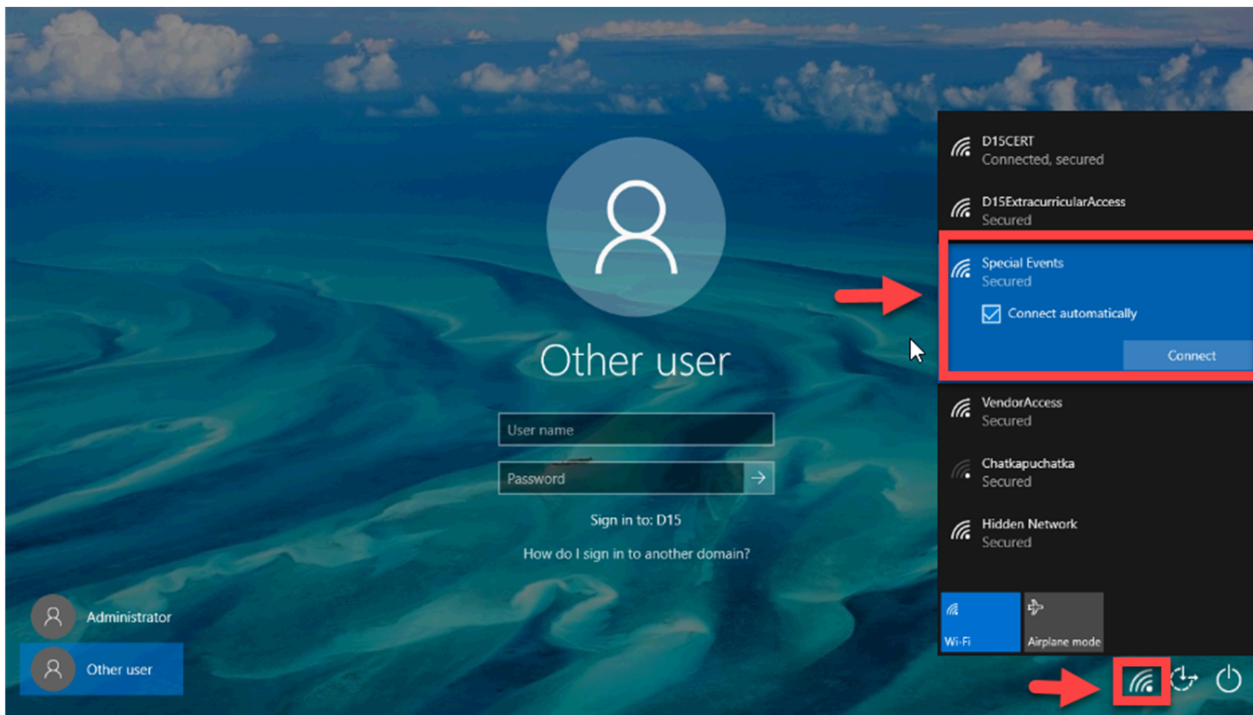 Other user
User name
Password
Sign in to: D15
How do I sign in to another domain?
Administrator
Other user
D15CERT
Connected, secured
D15ExtracurricularAccess
Secured
Special Events
Secured
Connect automatically
Connect
VendorAccess
Secured
Chatkapuchatka
Secured
Hidden Network
Secured
Wi-Fi
Airplane mode